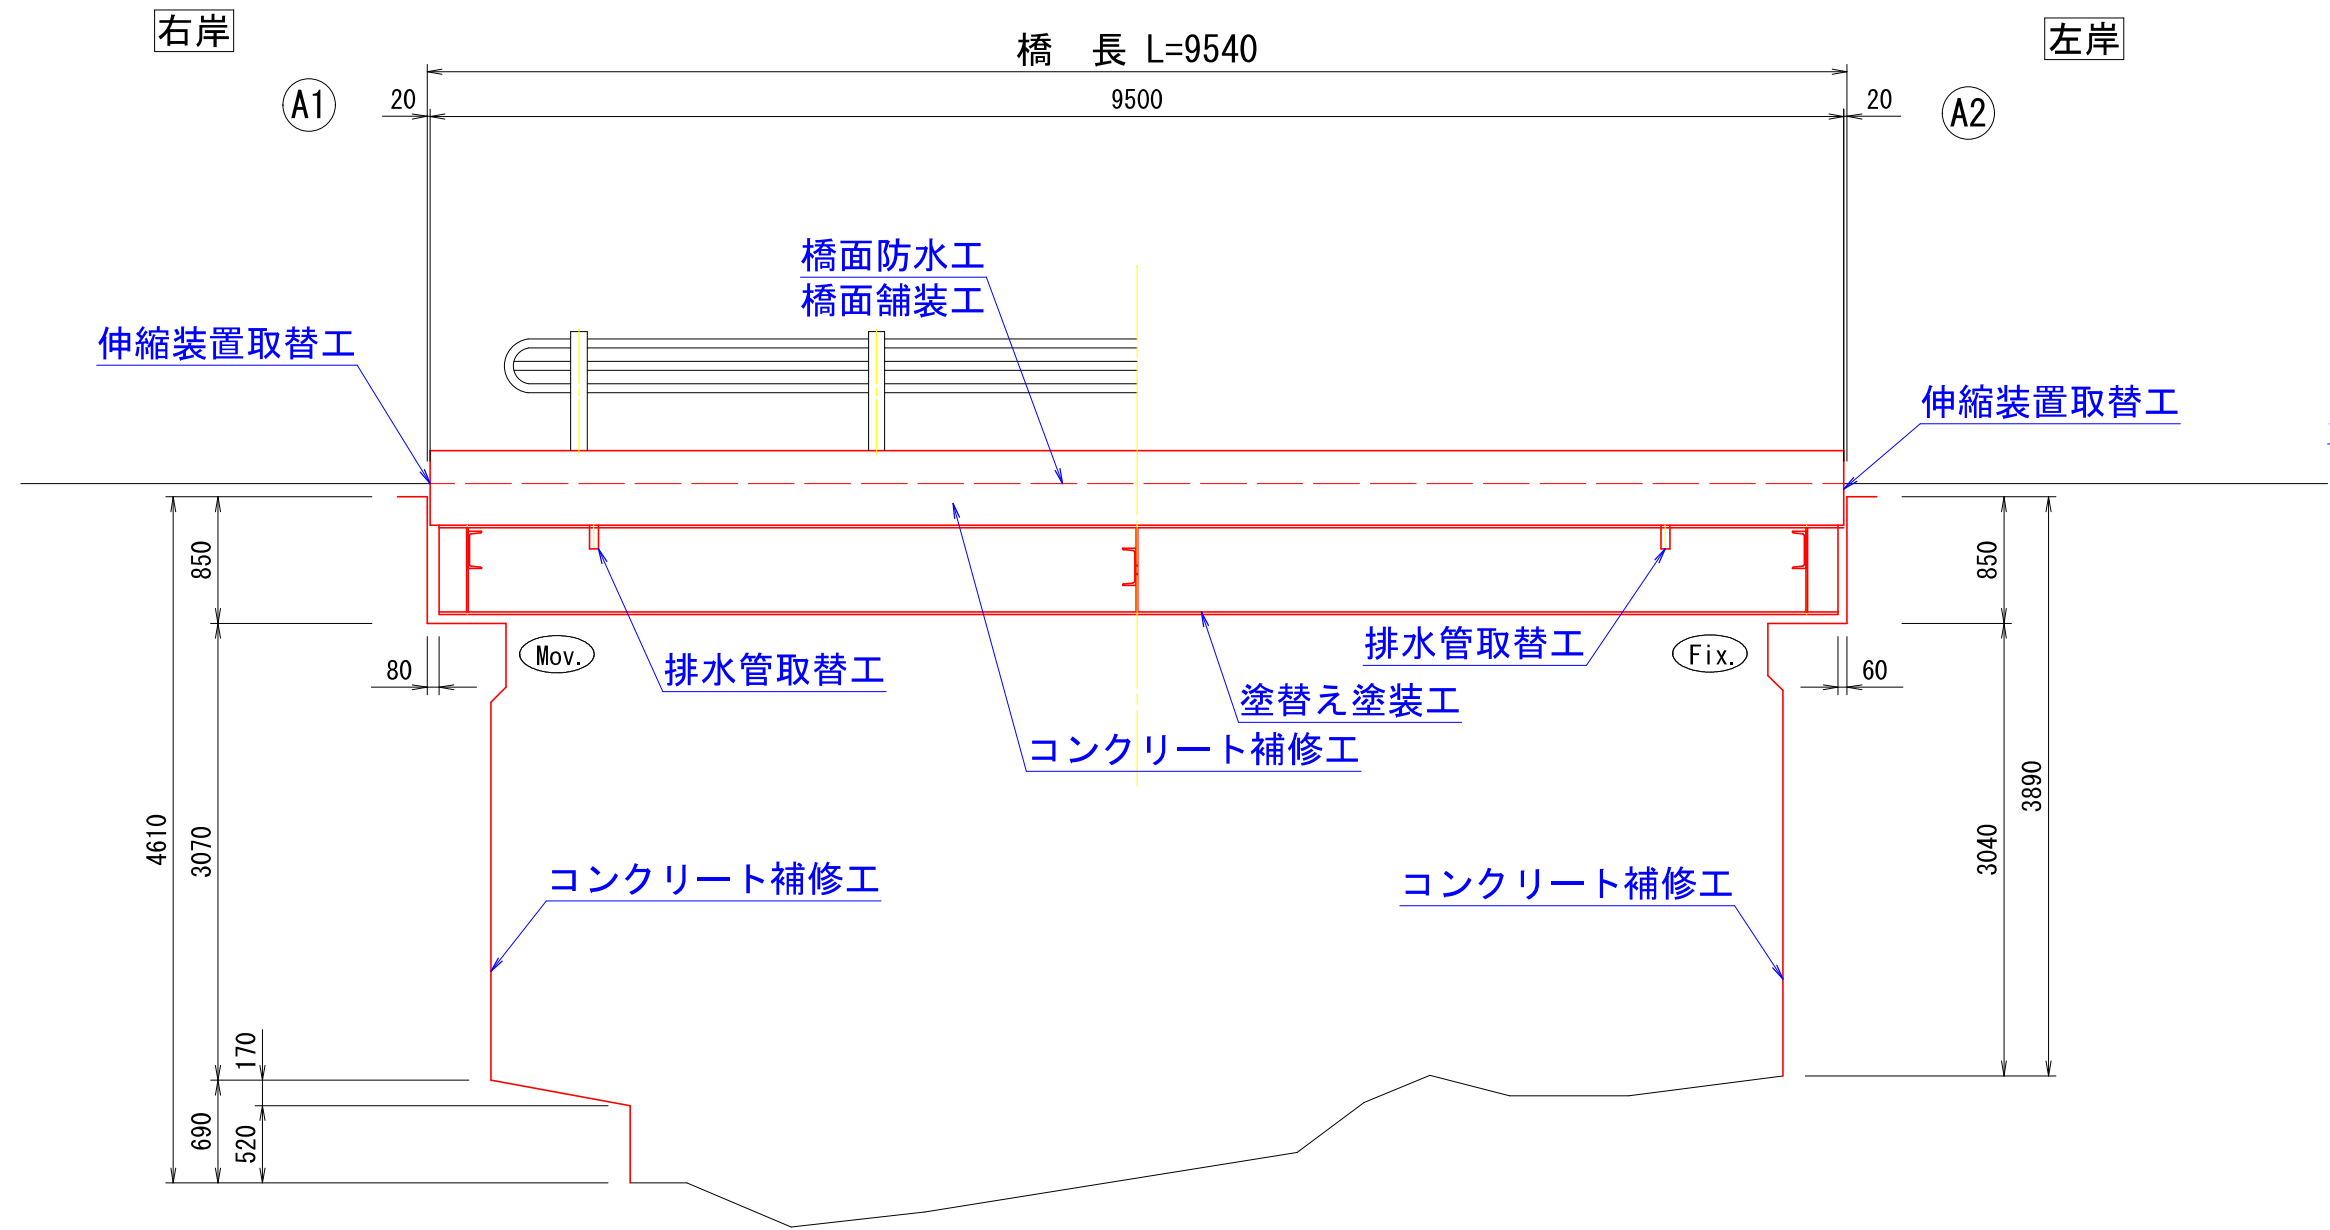 右岸
左岸
橋 長 L=9540
A1
20
9500
20
A2
橋面防水工
橋面舗装工
伸縮装置取替工
伸縮装置取替工
850
850
Mov.
Fix.
80
排水管取替工
排水管取替工
60
塗替え塗装工
コンクリート補修工
4610
3070
3040
3890
コンクリート補修工
コンクリート補修工
170
690
520